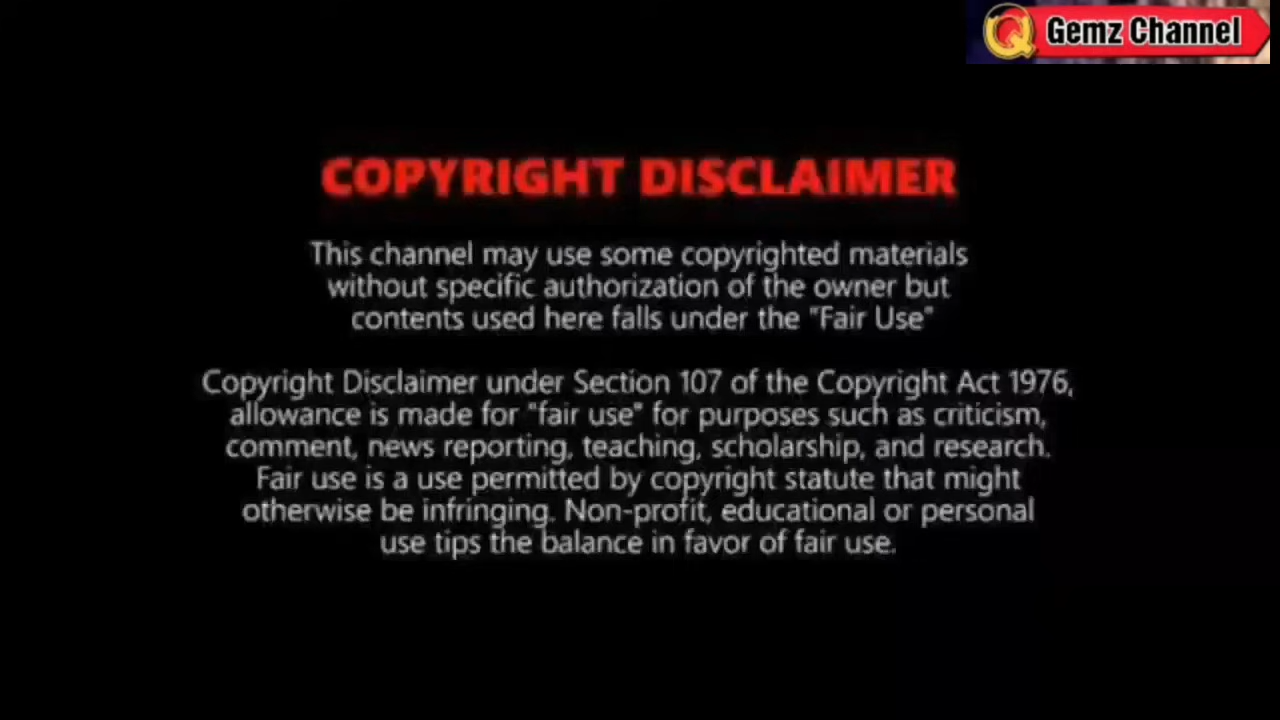 Gemz Channel
COPYRIGHT DISCLAIMER
This channel may use some copyrighted materials
without specific authorization of the owner but
contents used here falls under the "Fair Use"
Copyright Disclaimer under Section 107 of the Copyright Act 1976,
allowance is made for "fair use" for purposes such as criticism,
comment, news reporting, teaching, scholarship, and research.
Fair use is a use permitted by copyright statute that might
otherwise be infringing. Non-profit, educational or personal
use tips the balance in favor of fair use.